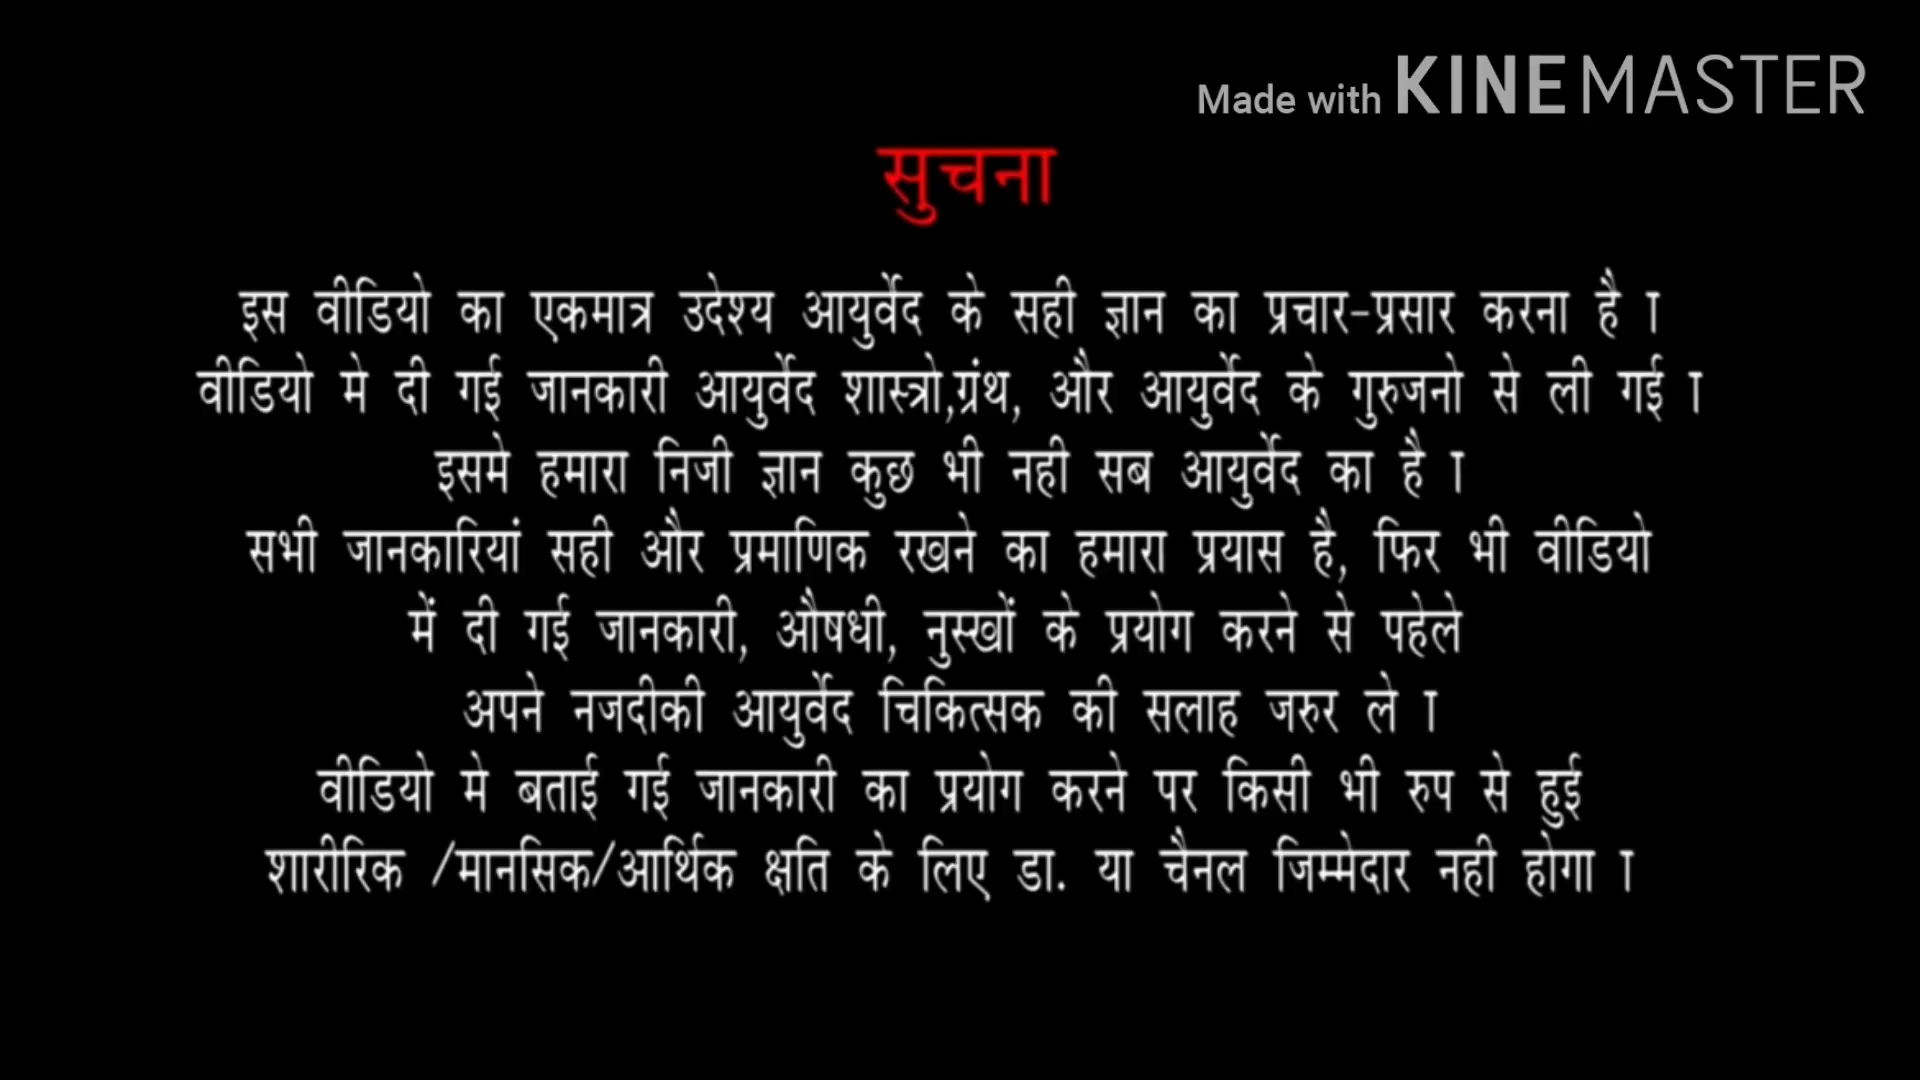 Made with KINEMASTER
सुचना
इस वीडियो का एकमात्र उदेश्य आयुर्वेद के सही ज्ञान का प्रचार-प्रसार करना है ा
वीडियो मे दी गई जानकारी आयुर्वेद शास्त्रो,ग्रंथ, और आयुर्वेद के गुरुजनो से ली गई ा
इसमे हमारा निजी ज्ञान कुछ भी नही सब आयुर्वेद का है ा
सभी जानकारियां सही और प्रमाणिक रखने का हमारा प्रयास है, फिर भी वीडियो
में दी गई जानकारी, औषधी, नुस्खों के प्रयोग करने से पहेले
अपने नजदीकी आयुर्वेद चिकित्सक की सलाह जरुर ले ा
वीडियो मे बताई गई जानकारी का प्रयोग करने पर किसी भी रुप से हुई
शारीरिक /मानसिक/आर्थिक क्षति के लिए डा. या चैनल जिम्मेदार नही होगा ा